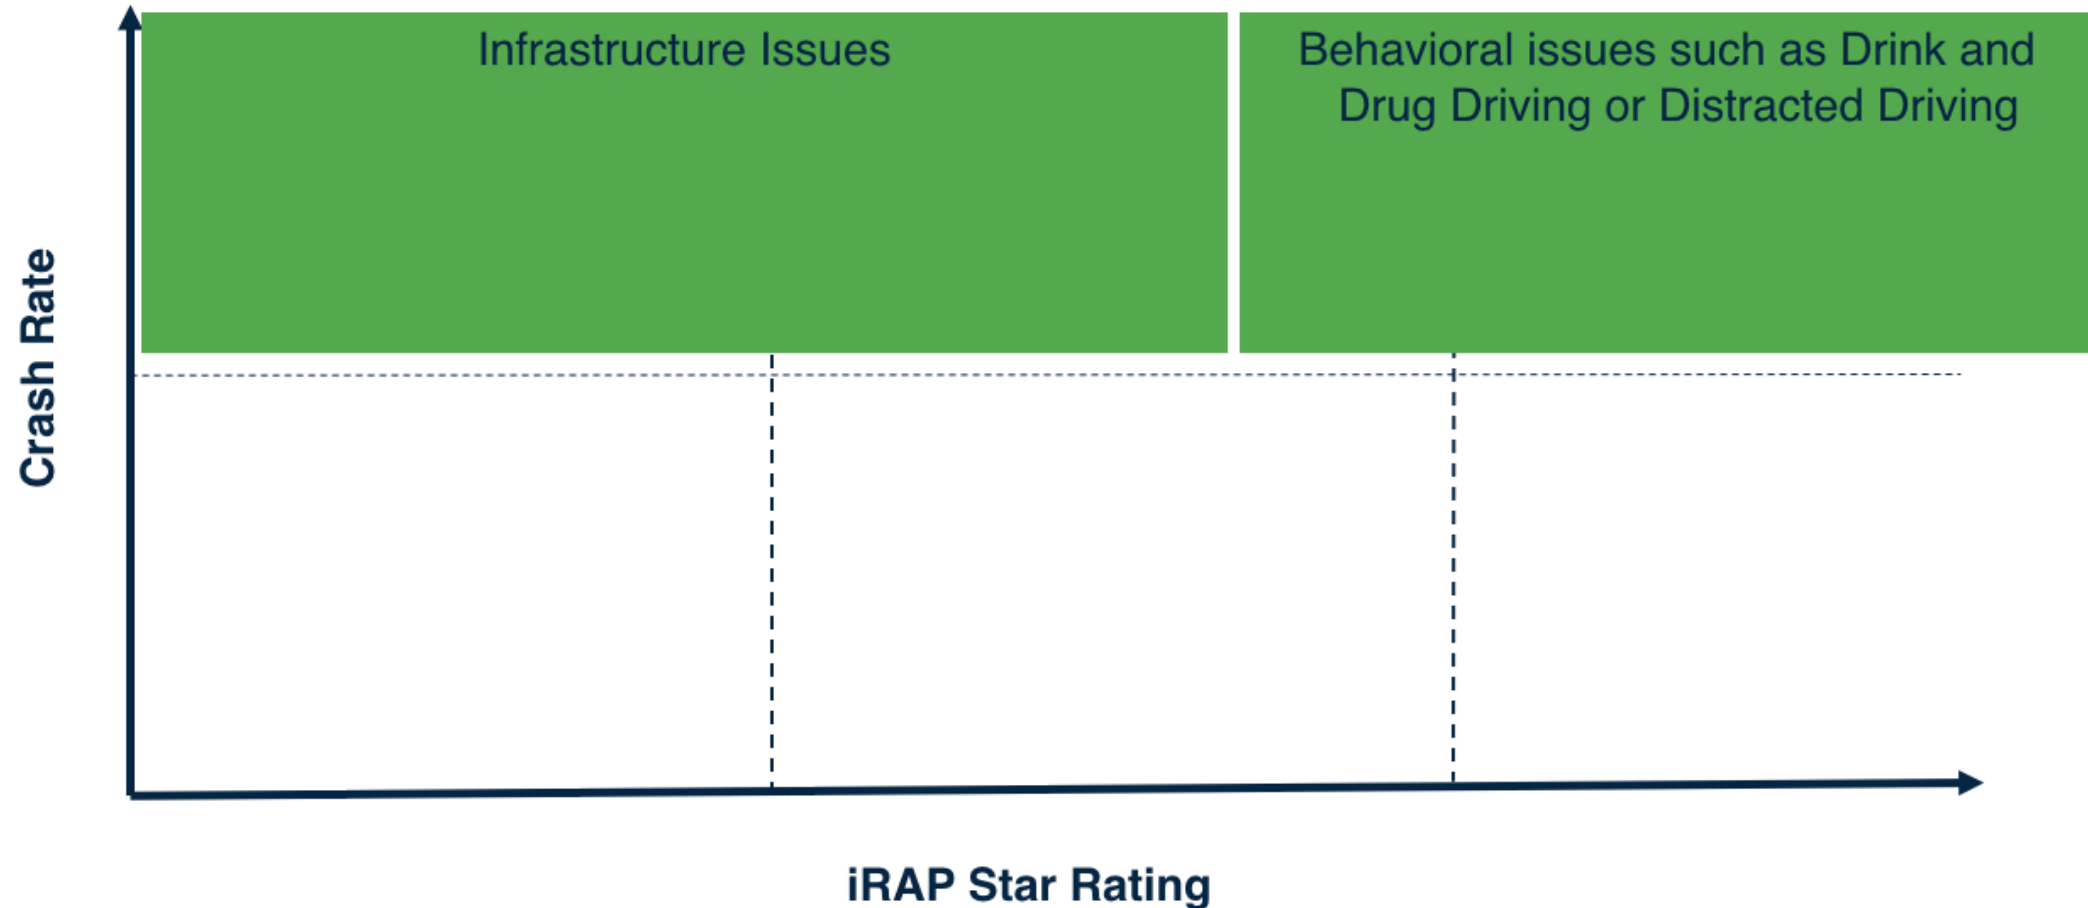 Infrastructure Issues
Behavioral issues such as Drink and
Drug Driving or Distracted Driving
Crash Rate
iRAP Star Rating